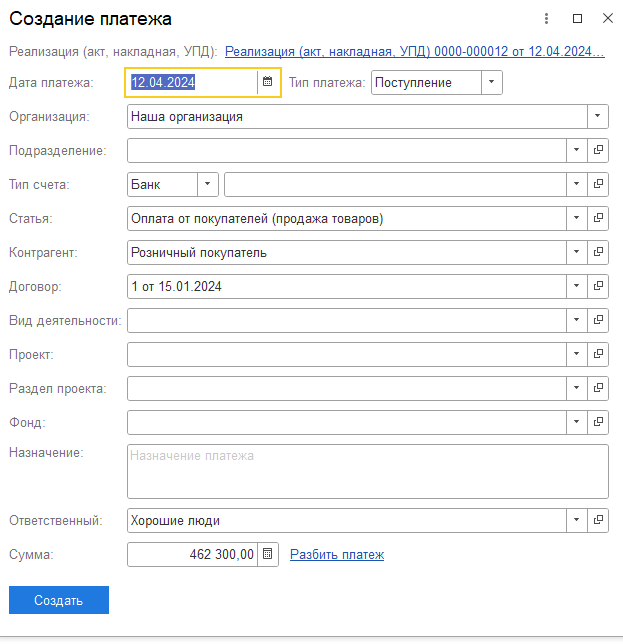 Создание платежа
Реализация (акт, накладная, УПД): Реализация (акт, накладная, УПД) 0000-000012 от 12.04.2024...
Дата платежа: 12.04.2024 Тип платежа: Поступление
Организация: Наша организация
Подразделение:
Тип счета: Банк
Статья: Оплата от покупателей (продажа товаров)
Контрагент: Розничный покупатель
Договор: 1 от 15.01.2024
Вид деятельности:
Проект:
Раздел проекта:
Фонд:
Назначение: Назначение платежа
Ответственный: Хорошие люди
Сумма: 462 300,00 Разбить платеж
Создать